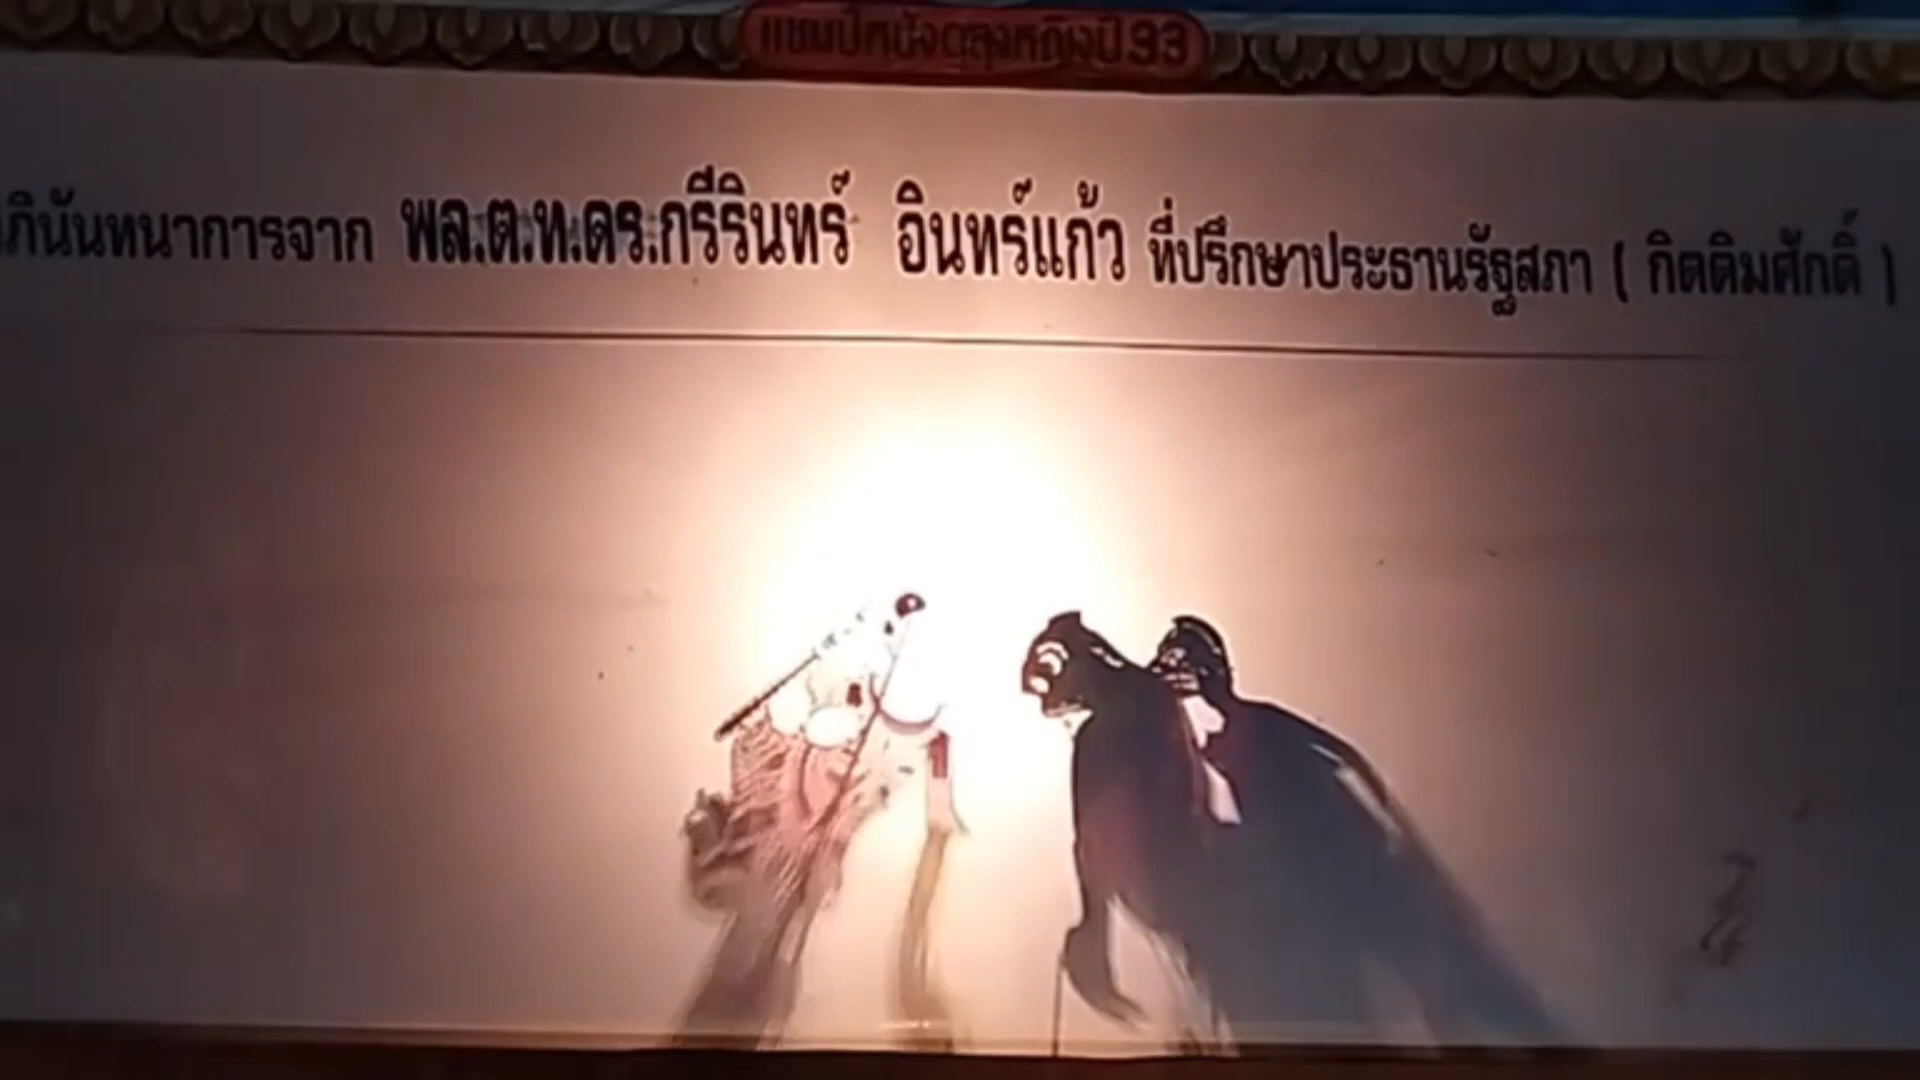 แชมป์หนังตะลุงหญิงปี93
ภินันทนาการจาก พล.ต.ท.ดร.กรีรินทร์ อินทร์แก้ว ที่ปรึกษาประธานรัฐสภา ( กิตติมศักดิ์ )